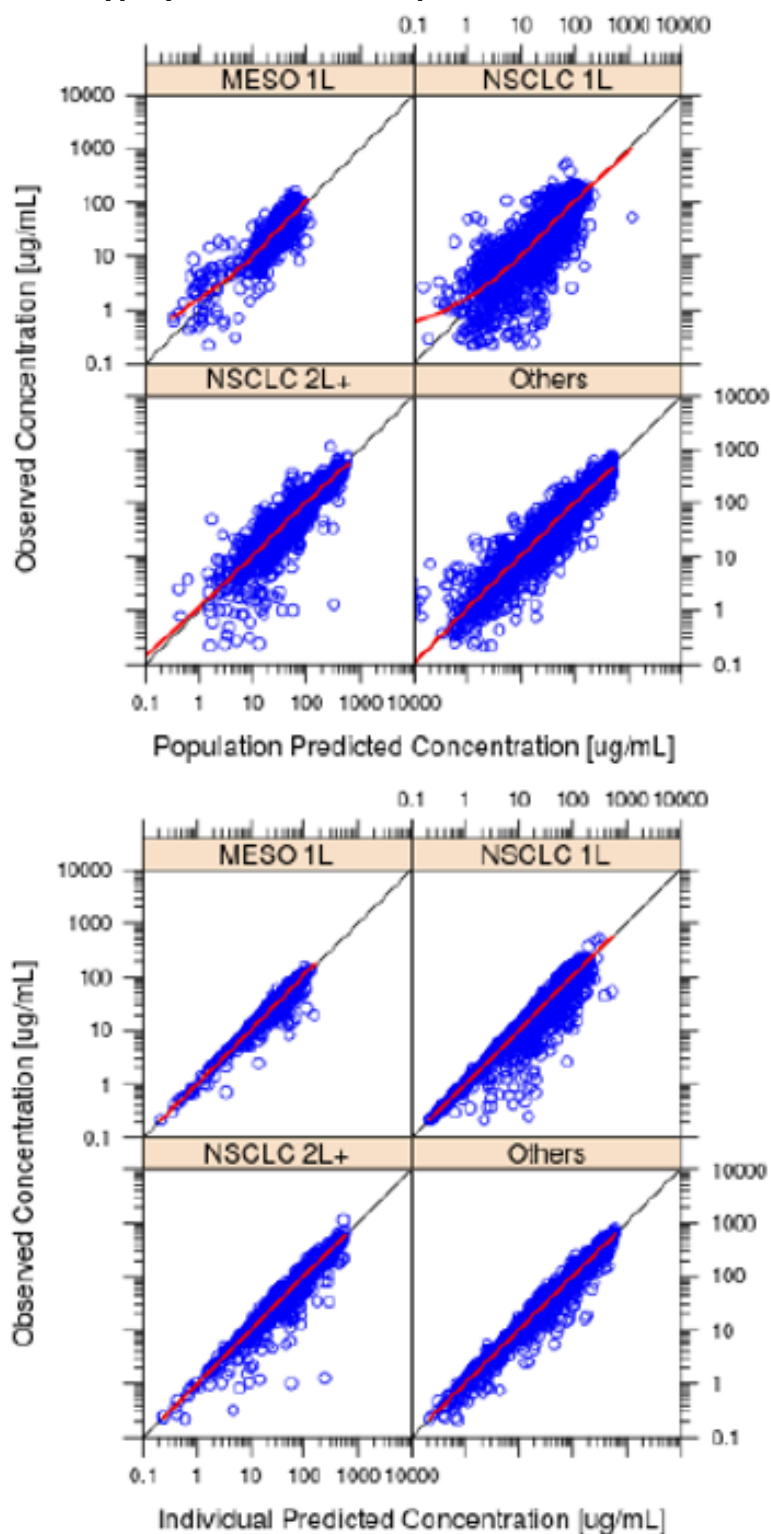 0.1 1 10 100 1000 10000
MESO 1L NSCLC 1L
10000
1000
100
10
1
0.1
NSCLC 2L+ Others
10000
1000
100
10
1
0.1
0.1 1 10 100 1000 10000
Observed Concentration [ug/mL]
Population Predicted Concentration [ug/mL]
0.1 1 10 100 1000 10000
MESO 1L NSCLC 1L
10000
1000
100
10
1
0.1
NSCLC 2L+ Others
10000
1000
100
10
1
0.1
0.1 1 10 100 1000 10000
Observed Concentration [ug/mL]
Individual Predicted Concentration [ug/mL]